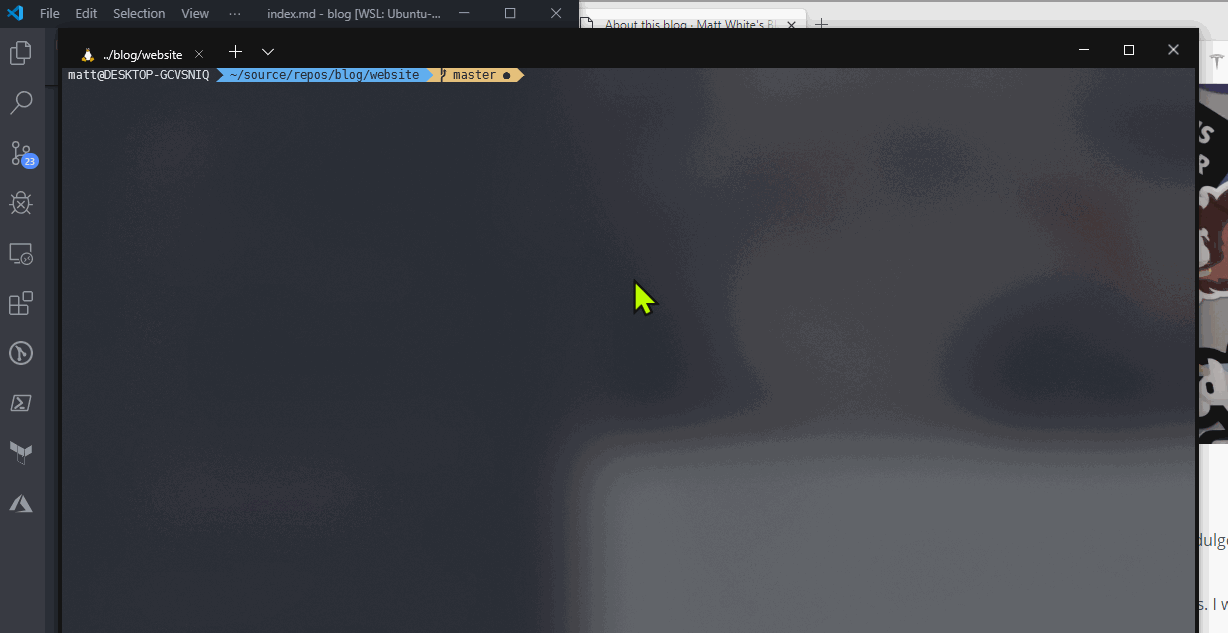 File Edit Selection View ··· index.md - blog [WSL: Ubuntu-...
About this blog · Matt White's Bl
../blog/website
matt@DESKTOP-GCVSNIQ ~/source/repos/blog/website master ●
23
dulge
s. I w